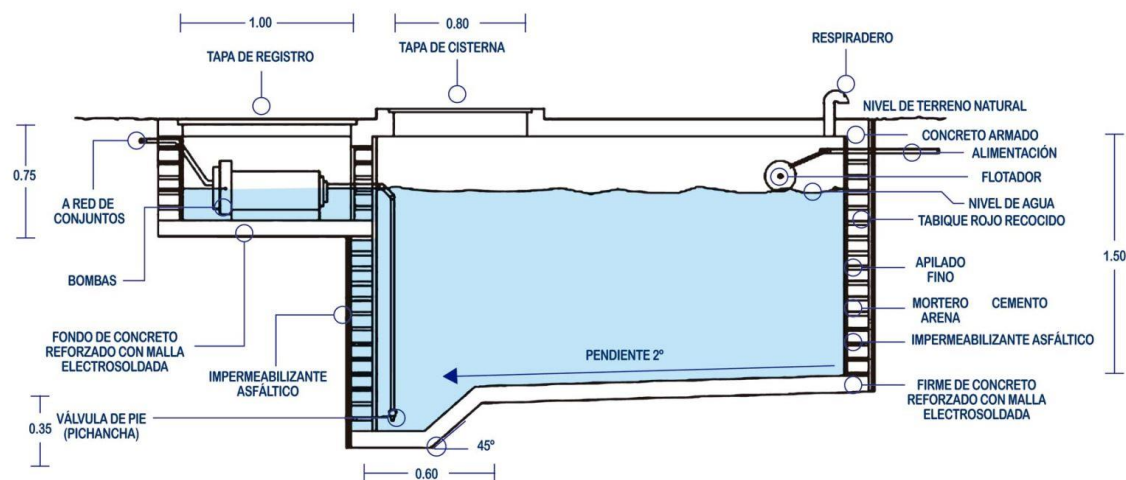 1.00
0.80
TAPA DE REGISTRO
TAPA DE CISTERNA
RESPIRADERO
NIVEL DE TERRENO NATURAL
CONCRETO ARMADO
ALIMENTACIÓN
FLOTADOR
NIVEL DE AGUA
TABIQUE ROJO RECOCIDO
APILADO
FINO
MORTERO CEMENTO
ARENA
IMPERMEABILIZANTE ASFÁLTICO
FIRME DE CONCRETO
REFORZADO CON MALLA
ELECTROSOLDADA
1.50
0.75
A RED DE
CONJUNTOS
BOMBAS
FONDO DE CONCRETO
REFORZADO CON MALLA
ELECTROSOLDADA
IMPERMEABILIZANTE
ASFÁLTICO
PENDIENTE 2º
0.35
VÁLVULA DE PIE
(PICHANCHA)
45º
0.60